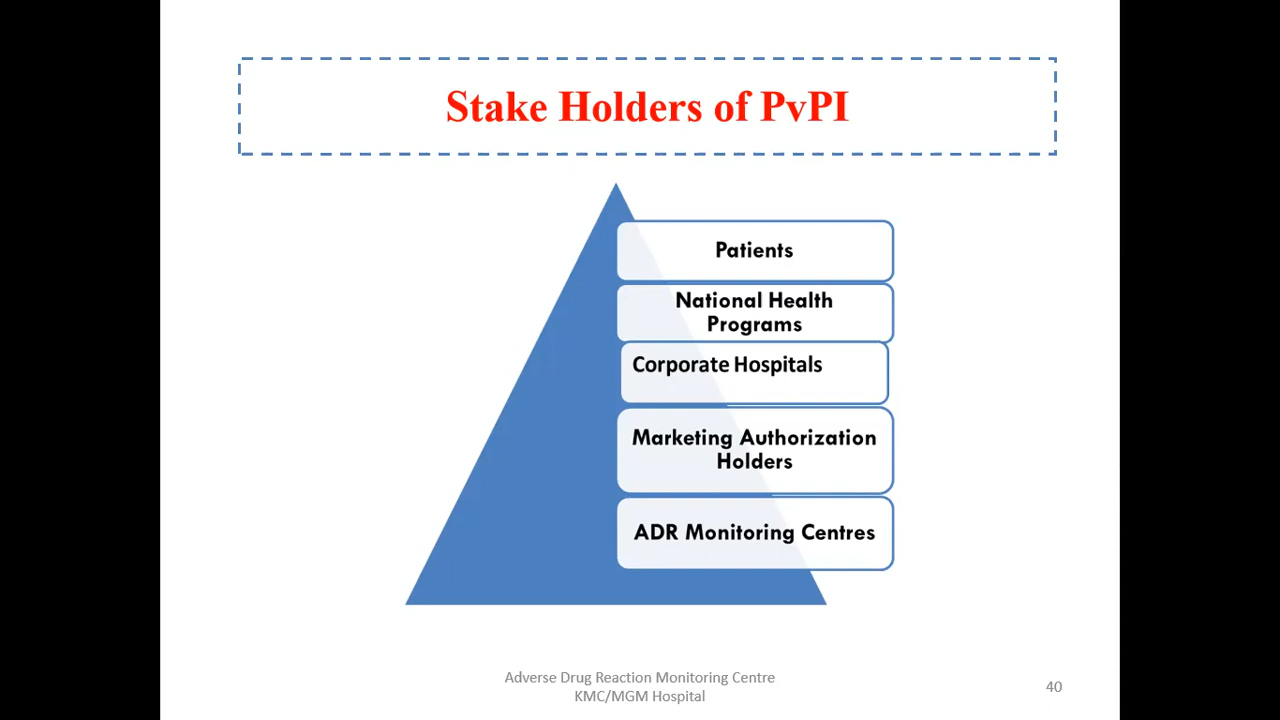 Stake Holders of PvPI
Patients
National Health
Programs
Corporate Hospitals
Marketing Authorization
Holders
ADR Monitoring Centres
Adverse Drug Reaction Monitoring Centre
KMC/MGM Hospital
40